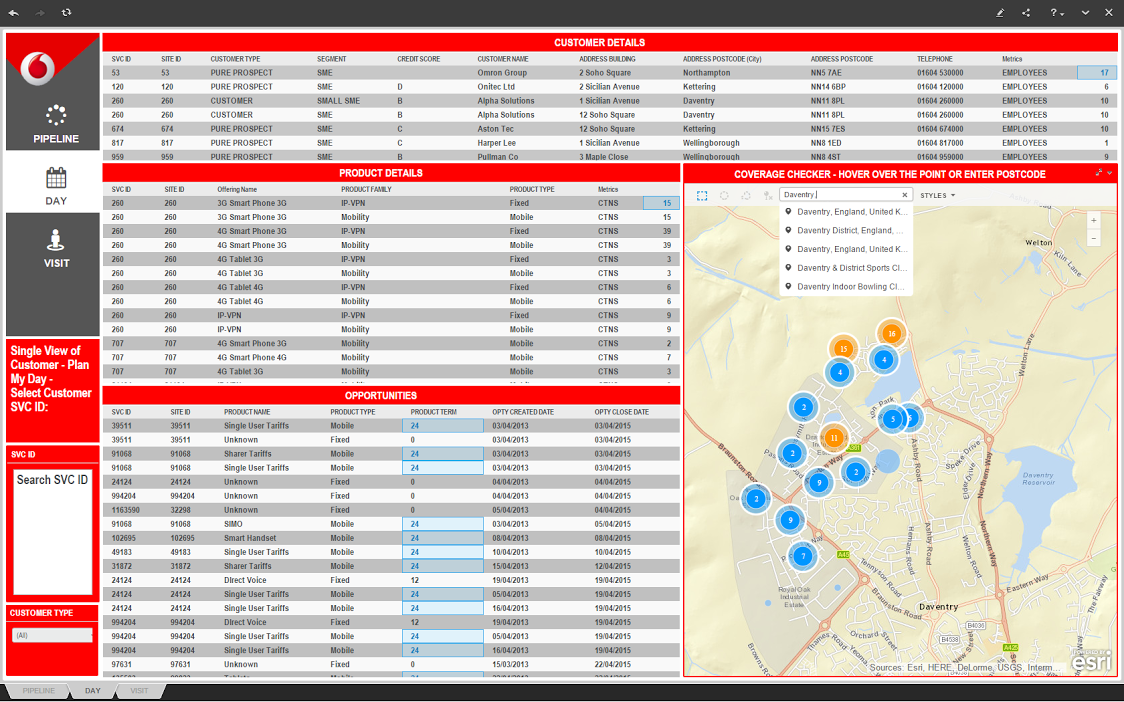 ?
PIPELINE
DAY
VISIT
Single View of
Customer - Plan
My Day -
Select Customer
SVC ID:
SVC ID
Search SVC ID
CUSTOMER TYPE
(All)
CUSTOMER DETAILS
SVC ID SITE ID CUSTOMER TYPE SEGMENT CREDIT SCORE CUSTOMER NAME ADDRESS BUILDING ADDRESS POSTCODE (City) ADDRESS POSTCODE TELEPHONE Metrics
53 53 PURE PROSPECT SME Omron Group 2 Soho Square Northampton NN5 7AE 01604 530000 EMPLOYEES 17
120 120 PURE PROSPECT SME D Onitec Ltd 1 Sicilian Avenue Kettering NN14 6BP 01604 120000 EMPLOYEES 6
260 260 CUSTOMER SMALL SME B Alpha Solutions 1 Sicilian Avenue Daventry NN11 8PL 01604 260000 EMPLOYEES 10
260 260 CUSTOMER SME B Alpha Solutions 12 Soho Square Daventry NN11 8PL 01604 260000 EMPLOYEES 10
674 674 PURE PROSPECT SME C Aston Tec 12 Soho Square Kettering NN15 7ES 01604 674000 EMPLOYEES 10
817 817 PURE PROSPECT SME C Harper Lee 1 Sicilian Avenue Wellingborough NN8 1ED 01604 817000 EMPLOYEES 1
959 959 PURE PROSPECT SME B Pullman Co 3 Maple Close Wellingborough NN8 4ST 01604 959000 EMPLOYEES 9
PRODUCT DETAILS
SVC ID SITE ID Offering Name PRODUCT FAMILY PRODUCT TYPE Metrics
260 260 3G Smart Phone 3G IP-VPN Fixed CTNS 15
260 260 3G Smart Phone 3G Mobility Mobile CTNS 15
260 260 4G Smart Phone 3G IP-VPN Fixed CTNS 39
260 260 4G Smart Phone 3G Mobility Mobile CTNS 39
260 260 4G Tablet 3G IP-VPN Fixed CTNS 3
260 260 4G Tablet 3G Mobility Mobile CTNS 3
260 260 4G Tablet 4G IP-VPN Fixed CTNS 6
260 260 4G Tablet 4G Mobility Mobile CTNS 6
260 260 IP-VPN IP-VPN Fixed CTNS 9
260 260 IP-VPN Mobility Mobile CTNS 9
707 707 4G Smart Phone 3G Mobility Mobile CTNS 2
707 707 4G Smart Phone 4G Mobility Mobile CTNS 7
707 707 4G Tablet 3G Mobility Mobile CTNS 3
OPPORTUNITIES
SVC ID SITE ID PRODUCT NAME PRODUCT TYPE PRODUCT TERM OPTY CREATED DATE OPTY CLOSE DATE
39511 39511 Single User Tariffs Mobile 24 03/04/2013 03/04/2015
39511 39511 Unknown Fixed 0 03/04/2013 03/04/2015
91068 91068 Sharer Tariffs Mobile 24 03/04/2013 03/04/2015
91068 91068 Single User Tariffs Mobile 24 03/04/2013 03/04/2015
24124 24124 Unknown Fixed 0 04/04/2013 04/04/2015
994204 994204 Unknown Fixed 0 04/04/2013 04/04/2015
1163590 32298 Unknown Fixed 0 05/04/2013 04/04/2015
91068 91068 SIMO Mobile 24 03/04/2013 05/04/2015
102695 102695 Smart Handset Mobile 24 08/04/2013 08/04/2015
49183 49183 Single User Tariffs Mobile 24 10/04/2013 10/04/2015
31872 31872 Sharer Tariffs Mobile 24 15/04/2013 12/04/2015
24124 24124 Direct Voice Fixed 12 19/04/2013 19/04/2015
24124 24124 Single User Tariffs Mobile 24 05/04/2013 19/04/2015
24124 24124 Single User Tariffs Mobile 24 16/04/2013 19/04/2015
994204 994204 Direct Voice Fixed 12 19/04/2013 19/04/2015
994204 994204 Single User Tariffs Mobile 24 05/04/2013 19/04/2015
994204 994204 Single User Tariffs Mobile 24 16/04/2013 19/04/2015
97631 97631 Unknown Fixed 0 15/03/2013 22/04/2015
COVERAGE CHECKER - HOVER OVER THE POINT OR ENTER POSTCODE
Daventry, STYLES
Daventry, England, United K...
Daventry District, England, ...
Daventry, England, United K...
Daventry & District Sports Cl...
Daventry Indoor Bowling Cl...
+
-
Welton
Kiln Lane
Welton Lane
16
15
4
4
2
5
Park
11
2
2
9
2
9
7
Braunston Road
Ashby Road
Speke Drive
Elder Drive
Northern Way
Daventry
Reservoir
A45
Royal Oak
Industrial
Estate
Hemans Road
Ashby Road
Welton Road
Northern Way
Tennyson Road
Braunston Road
Eastern Way
The Fairway
Daventry
Orchard Street
Thames Road
B4036
B4538
A425
Sources: Esri, HERE, DeLorme, USGS, Interm...
esri
PIPELINE DAY VISIT